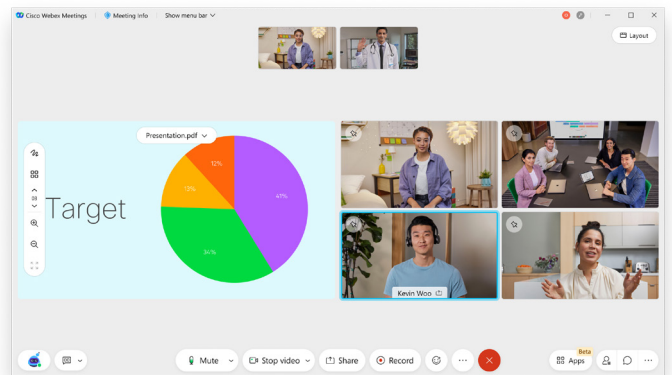 Cisco Webex Meetings
Meeting Info
Show menu bar
Layout
Presentation.pdf
Target
12%
13%
41%
34%
Kevin Woo
Mute
Stop video
Share
Record
Beta
Apps